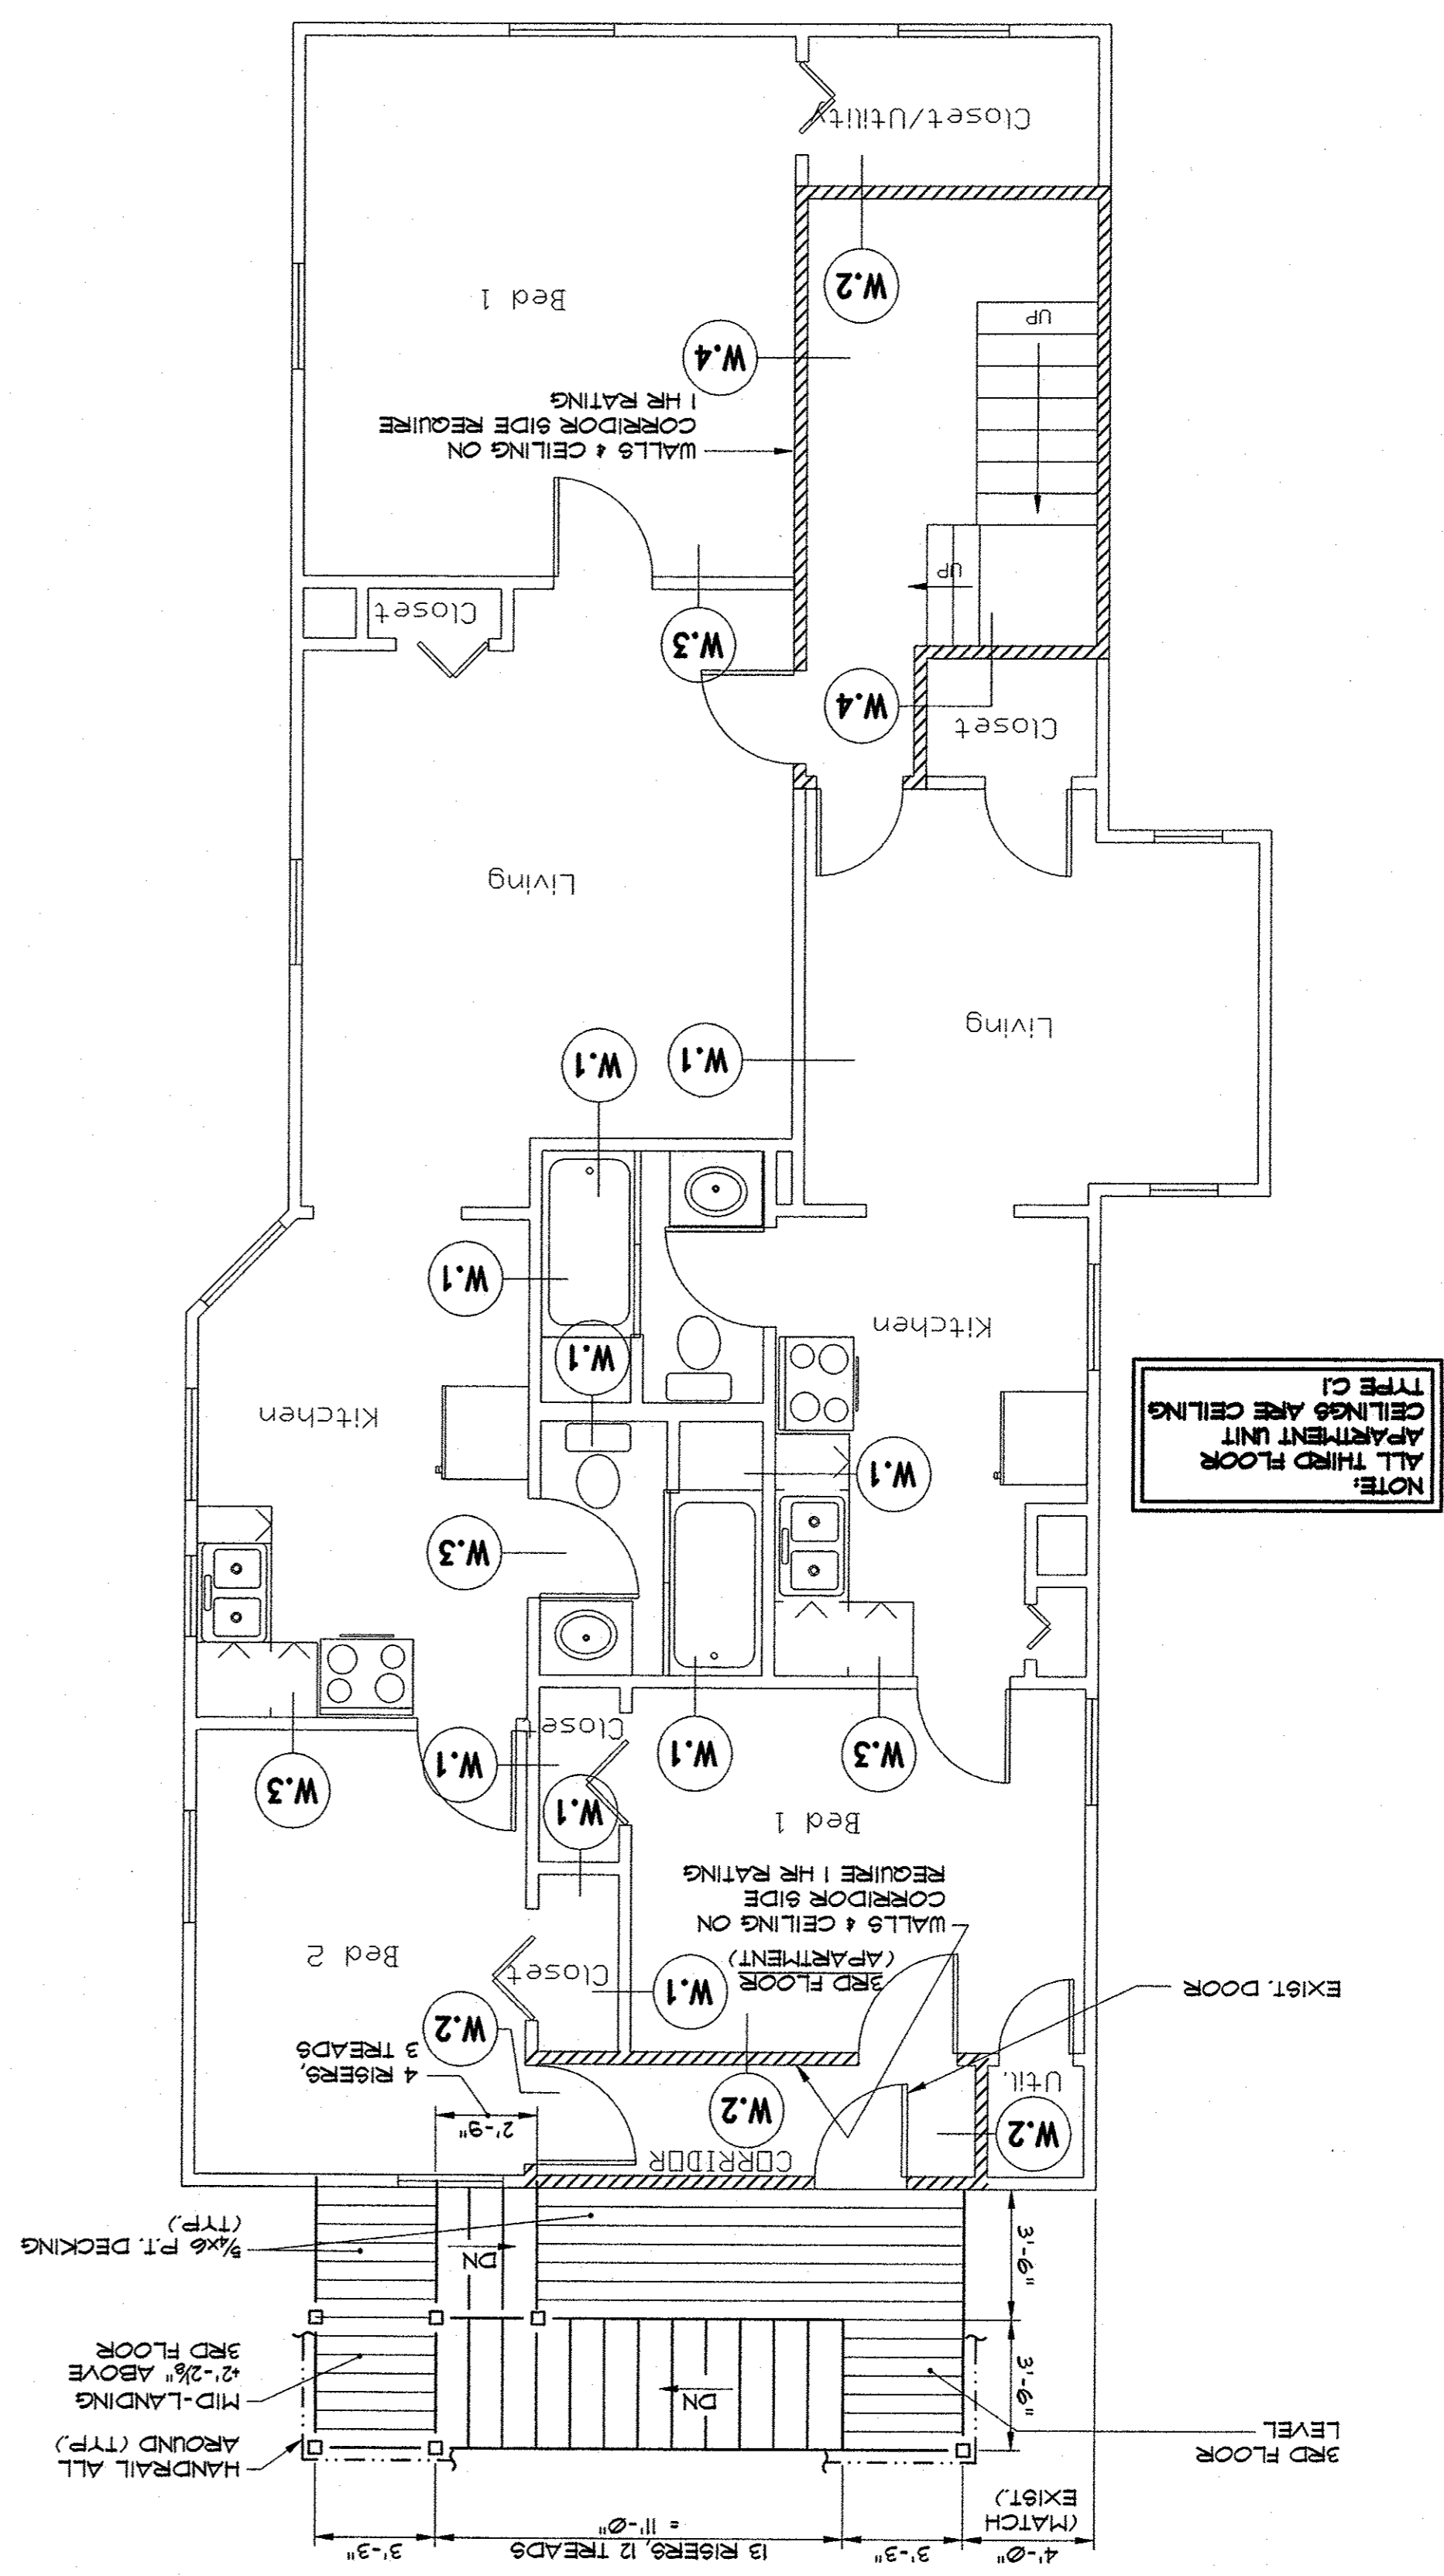 4'-0"
(MATCH
EXIST.)
3'-3"
13 RISERS, 12 TREADS
= 11'-0"
3'-3"
3RD FLOOR
LEVEL
HANDRAIL ALL
AROUND (TYP.)
3'-6"
DN
MID-LANDING
+2'-2⅛" ABOVE
3RD FLOOR
3'-6"
DN
5/4x6 P.T. DECKING
(TYP.)
CORRIDOR
2'-9"
4 RISERS,
3 TREADS
W.2
Util.
W.2
W.2
EXIST. DOOR
3RD FLOOR
(APARTMENT)
W.1
Closet
Bed 2
WALLS & CEILING ON
CORRIDOR SIDE
REQUIRE 1 HR RATING
Bed 1
W.1
W.3
W.1
W.1
W.3
Closet
NOTE:
ALL THIRD FLOOR
APARTMENT UNIT
CEILINGS ARE CEILING
TYPE C.1
W.3
W.1
Kitchen
W.1
Kitchen
W.1
W.1
W.1
Living
Living
Closet
W.4
W.3
Closet
UP
WALLS & CEILING ON
CORRIDOR SIDE REQUIRE
1 HR RATING
W.4
UP
W.2
Bed 1
Closet/Utility